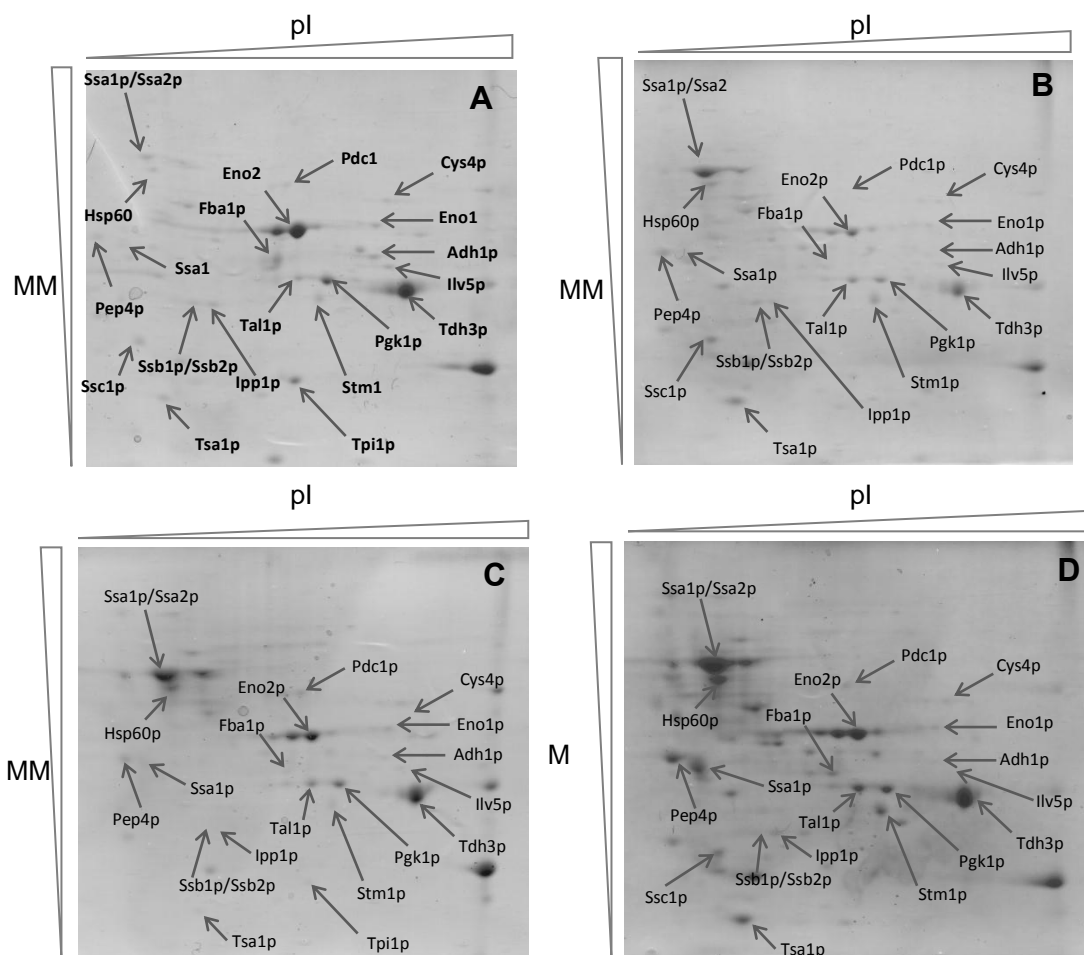 pI
MM
A
Ssa1p/Ssa2p
Pdc1
Cys4p
Eno2
Hsp60
Fba1p
Eno1
Ssa1
Adh1p
Ilv5p
Pep4p
Tal1p
Tdh3p
Pgk1p
Ssb1p/Ssb2p
Ssc1p
Ipp1p
Stm1
Tsa1p
Tpi1p
pI
MM
B
Ssa1p/Ssa2
Pdc1p
Cys4p
Eno2p
Hsp60p
Fba1p
Eno1p
Adh1p
Ssa1p
Ilv5p
Pep4p
Tal1p
Tdh3p
Pgk1p
Ssb1p/Ssb2p
Ssc1p
Stm1p
Ipp1p
Tsa1p
pI
MM
C
Ssa1p/Ssa2p
Pdc1p
Cys4p
Eno2p
Hsp60p
Fba1p
Eno1p
Adh1p
Ssa1p
Ilv5p
Pep4p
Tal1p
Tdh3p
Ipp1p
Pgk1p
Ssb1p/Ssb2p
Stm1p
Tsa1p
Tpi1p
pI
M
D
Ssa1p/Ssa2p
Pdc1p
Cys4p
Eno2p
Hsp60p
Fba1p
Eno1p
Adh1p
Ssa1p
Ilv5p
Pep4p
Tal1p
Tdh3p
Ipp1p
Pgk1p
Ssb1p/Ssb2p
Ssc1p
Stm1p
Tsa1p